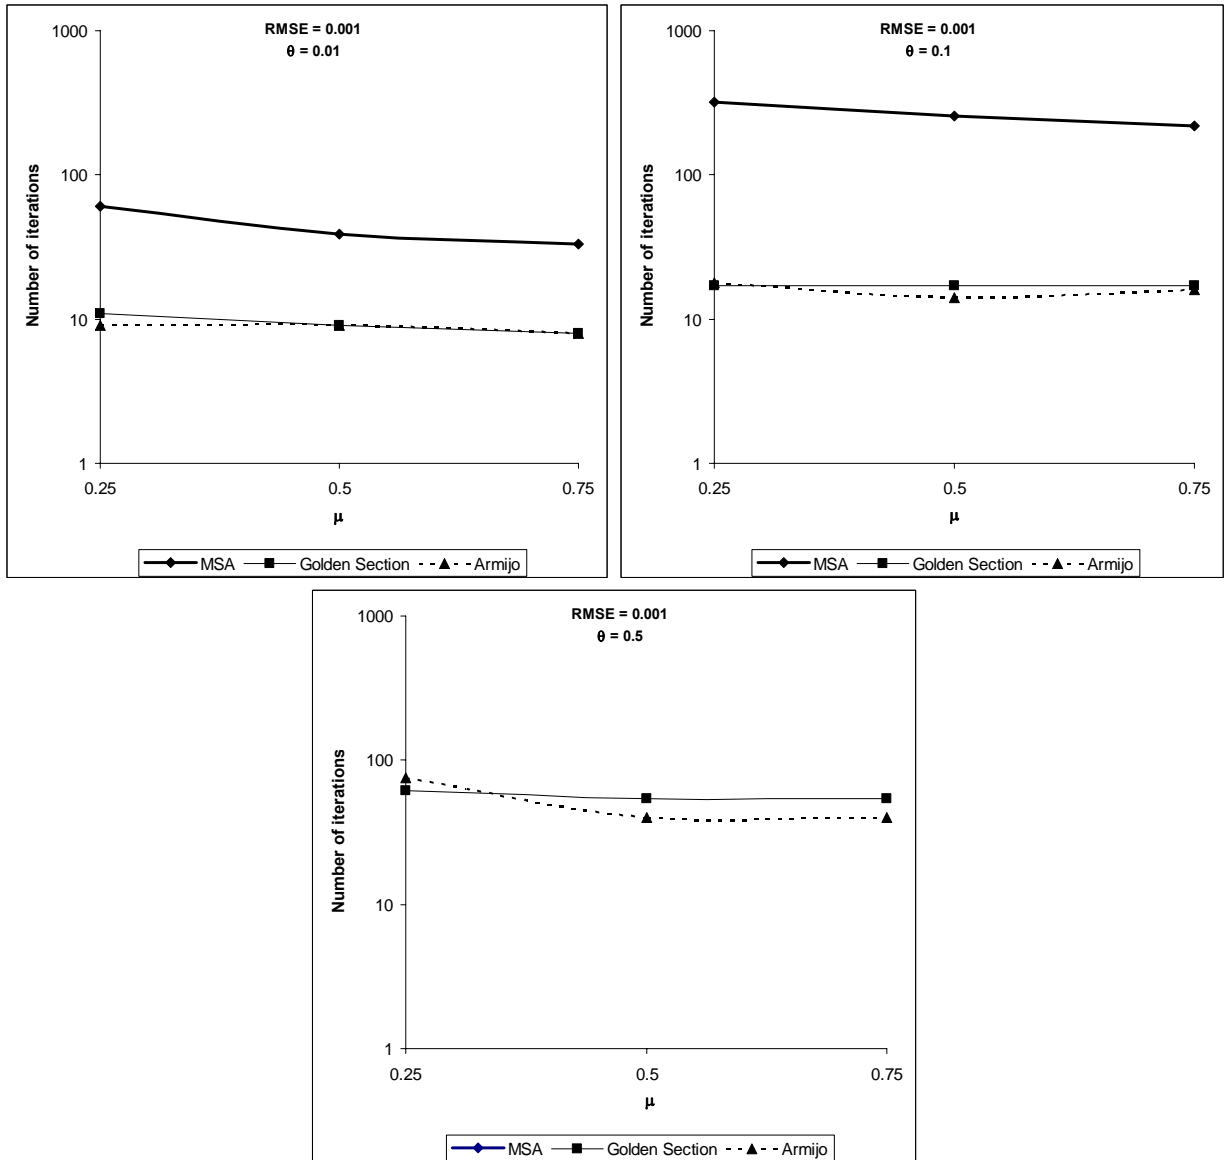 RMSE = 0.001
θ = 0.01
1000
100
10
1
Number of iterations
0.25 0.5 0.75
μ
MSA Golden Section Armijo
RMSE = 0.001
θ = 0.1
1000
100
10
1
Number of iterations
0.25 0.5 0.75
μ
MSA Golden Section Armijo
RMSE = 0.001
θ = 0.5
1000
100
10
1
Number of iterations
0.25 0.5 0.75
μ
MSA Golden Section Armijo